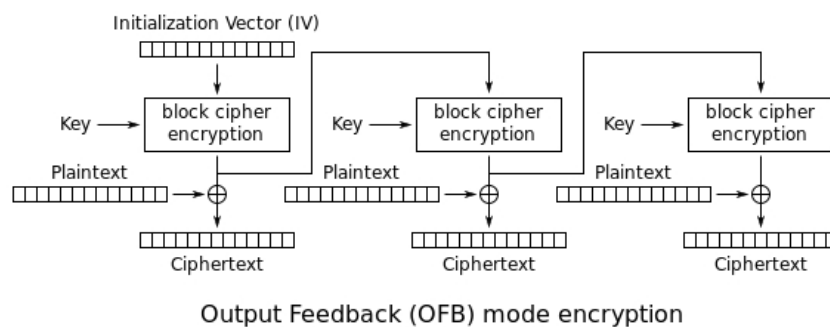 Initialization Vector (IV)
Key
block cipher
encryption
Key
block cipher
encryption
Key
block cipher
encryption
Plaintext
Plaintext
Plaintext
Ciphertext
Ciphertext
Ciphertext
Output Feedback (OFB) mode encryption